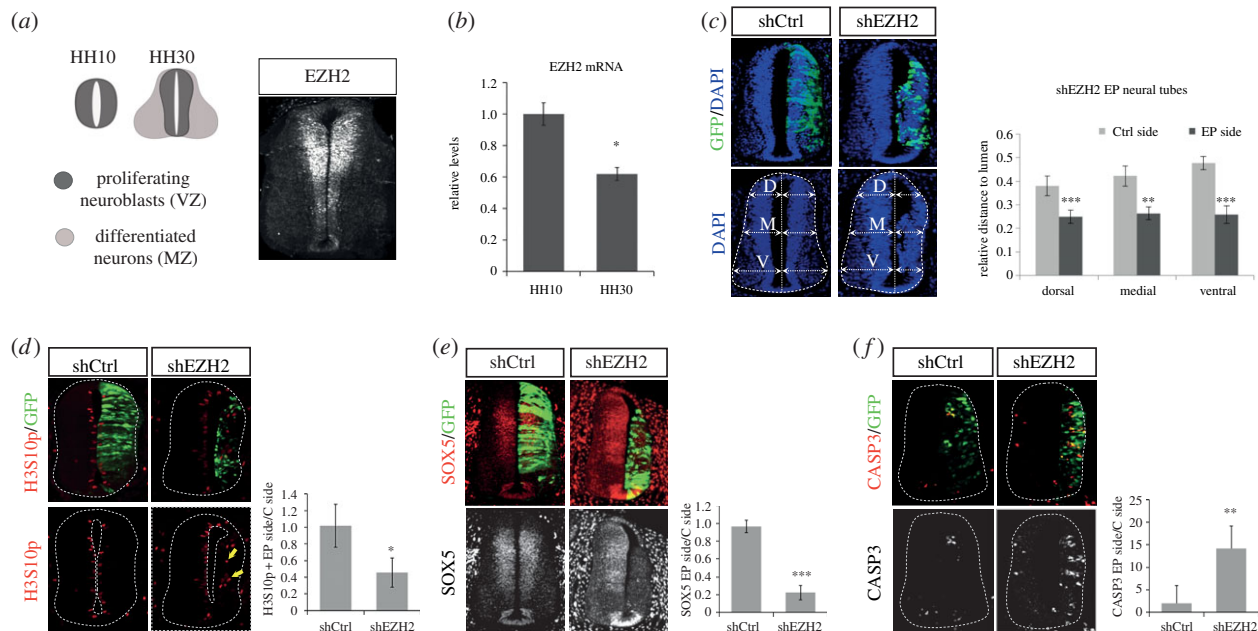 (a)
HH10
HH30
EZH2
proliferating
neuroblasts (VZ)
differentiated
neurons (MZ)
(b)
EZH2 mRNA
relative levels
1.2
1.0
0.8
0.6
0.4
0.2
0
*
HH10
HH30
(c)
shCtrl
shEZH2
GFP/DAPI
DAPI
D
D
M
M
V
V
shEZH2 EP neural tubes
Ctrl side
EP side
relative distance to lumen
0.6
0.5
0.4
0.3
0.2
0.1
0
***
**
***
dorsal
medial
ventral
(d)
shCtrl
shEZH2
H3S10p/GFP
H3S10p
H3S10p + EP side/C side
1.4
1.2
1.0
0.8
0.6
0.4
0.2
0
*
shCtrl
shEZH2
(e)
shCtrl
shEZH2
SOX5/GFP
SOX5
SOX5 EP side/C side
1.2
1.0
0.8
0.6
0.4
0.2
0
***
shCtrl
shEZH2
(f)
shCtrl
shEZH2
CASP3/GFP
CASP3
CASP3 EP side/C side
25
20
15
10
5
0
**
shCtrl
shEZH2